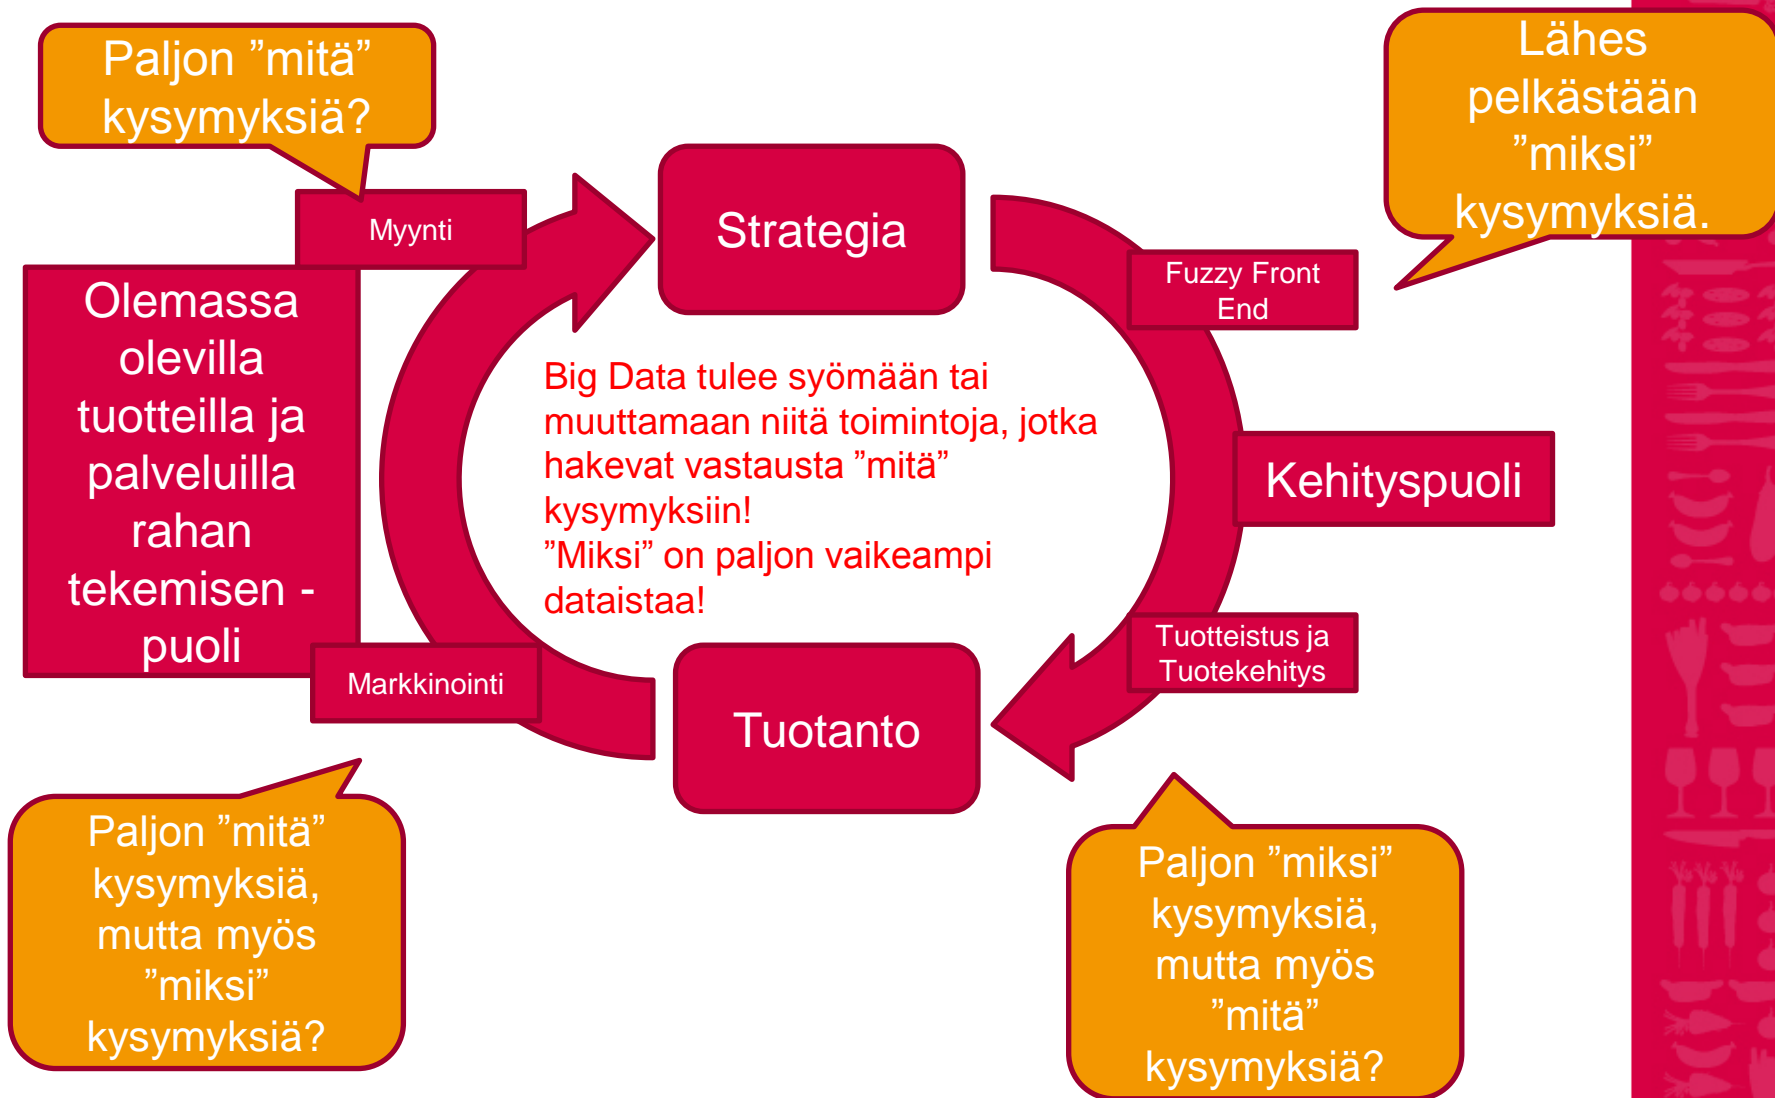 Paljon ”mitä”
kysymyksiä?
Lähes
pelkästään
”miksi”
kysymyksiä.
Myynti
Strategia
Fuzzy Front
End
Olemassa
olevilla
tuotteilla ja
palveluilla
rahan
tekemisen -
puoli
Big Data tulee syömään tai
muuttamaan niitä toimintoja, jotka
hakevat vastausta ”mitä”
kysymyksiin!
”Miksi” on paljon vaikeampi
dataistaa!
Kehityspuoli
Markkinointi
Tuotanto
Tuotteistus ja
Tuotekehitys
Paljon ”mitä”
kysymyksiä,
mutta myös
”miksi”
kysymyksiä?
Paljon ”miksi”
kysymyksiä,
mutta myös
”mitä”
kysymyksiä?